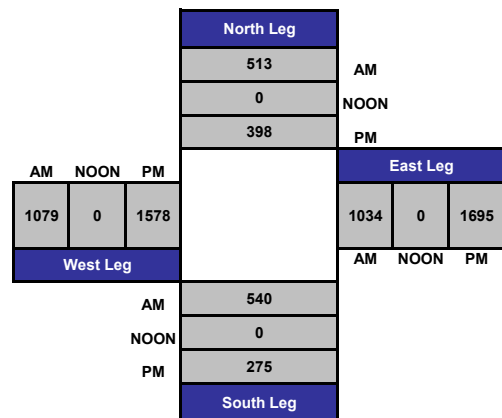 North Leg
513
AM
0
NOON
398
PM
AM NOON PM
East Leg
1079 0 1578
1034 0 1695
West Leg
AM NOON PM
AM
540
NOON
0
PM
275
South Leg